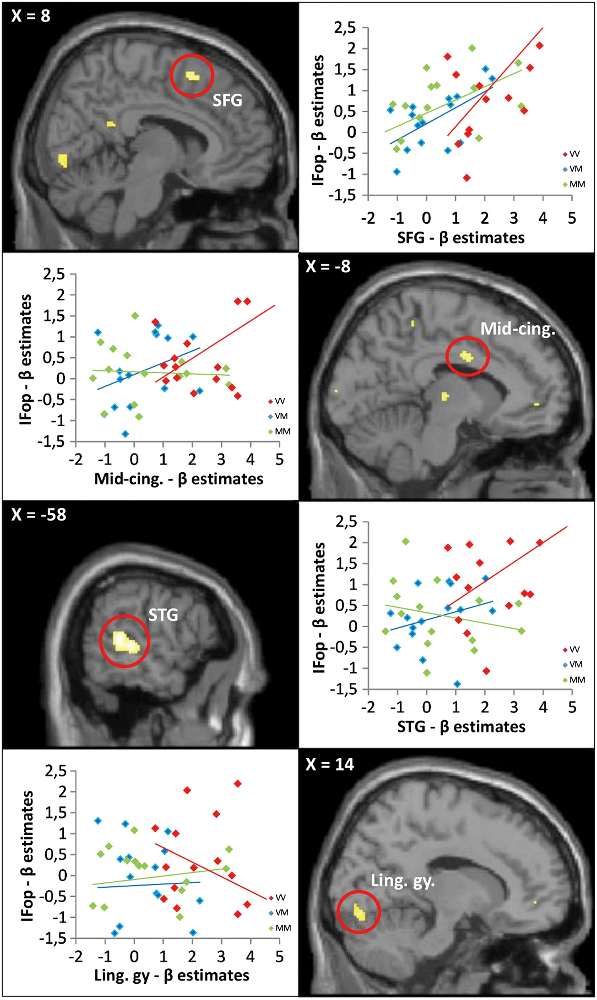 X = 8
SFG
2,5
2
1,5
1
0,5
0
-0,5
-1
-1,5
IFop - β estimates
VV
VM
MM
-2 -1 0 1 2 3 4 5
SFG - β estimates
2,5
2
1,5
1
0,5
0
-0,5
-1
-1,5
IFop - β estimates
VV
VM
MM
-2 -1 0 1 2 3 4 5
Mid-cing. - β estimates
X = -8
Mid-cing.
X = -58
STG
2,5
2
1,5
1
0,5
0
-0,5
-1
-1,5
IFop - β estimates
VV
VM
MM
-2 -1 0 1 2 3 4 5
STG - β estimates
2,5
2
1,5
1
0,5
0
-0,5
-1
-1,5
IFop - β estimates
VV
VM
MM
-2 -1 0 1 2 3 4 5
Ling. gy - β estimates
X = 14
Ling. gy.